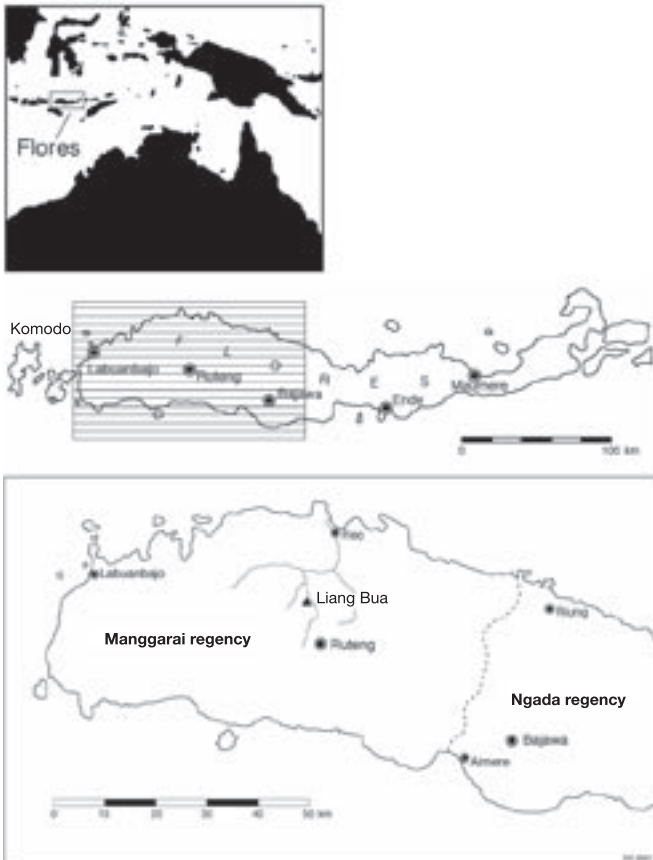 Flores
Komodo
Labuanbajo
Ruteng
Bajawa
F L O R E S
Ende
Maumere
0 100 km
Reo
Labuanbajo
Liang Bua
Manggarai regency
Ruteng
Riung
Ngada regency
Bajawa
Aimere
0 10 20 30 40 50 km